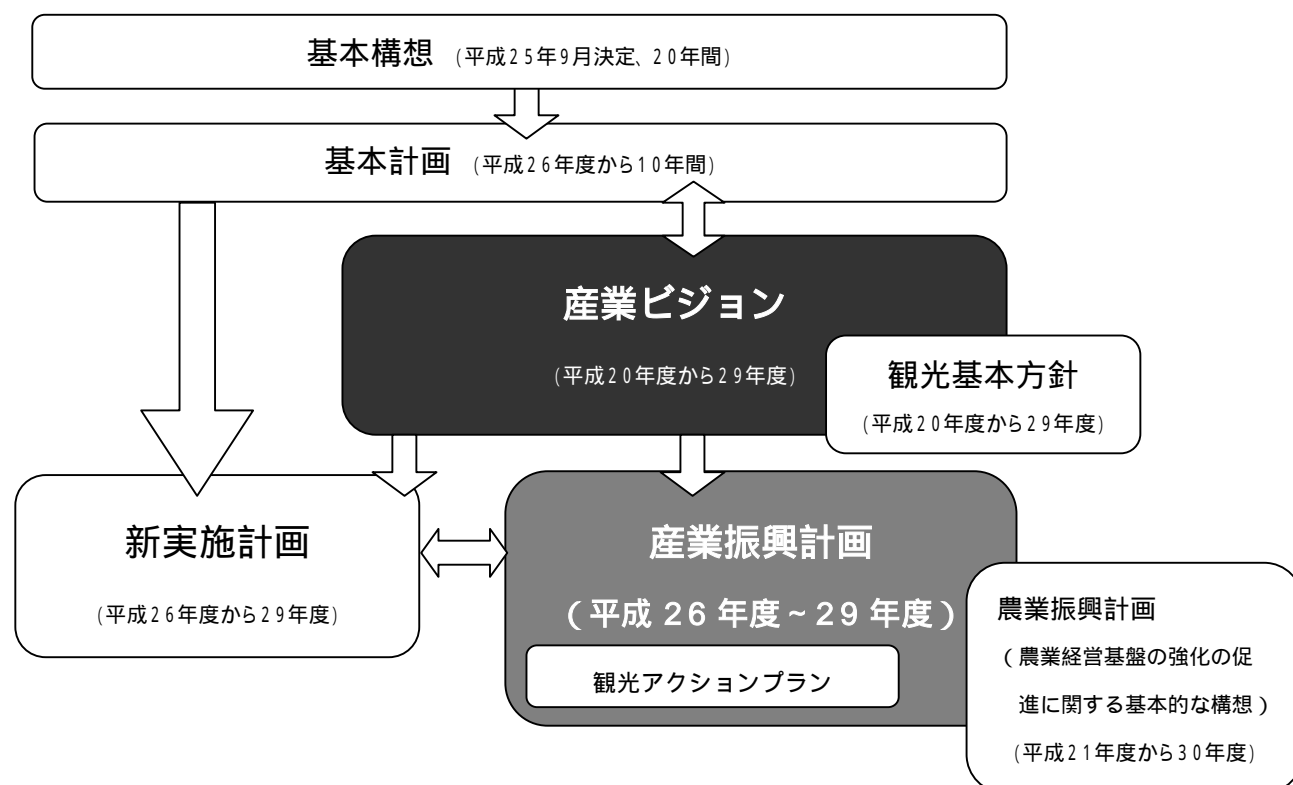 基本構想 (平成25年9月決定、20年間)
基本計画 (平成26年度から10年間)
産業ビジョン
(平成20年度から29年度)
観光基本方針
(平成20年度から29年度)
新実施計画
(平成26年度から29年度)
産業振興計画
(平成 26 年度~29 年度)
観光アクションプラン
農業振興計画
(農業経営基盤の強化の促
進に関する基本的な構想)
(平成21年度から30年度)